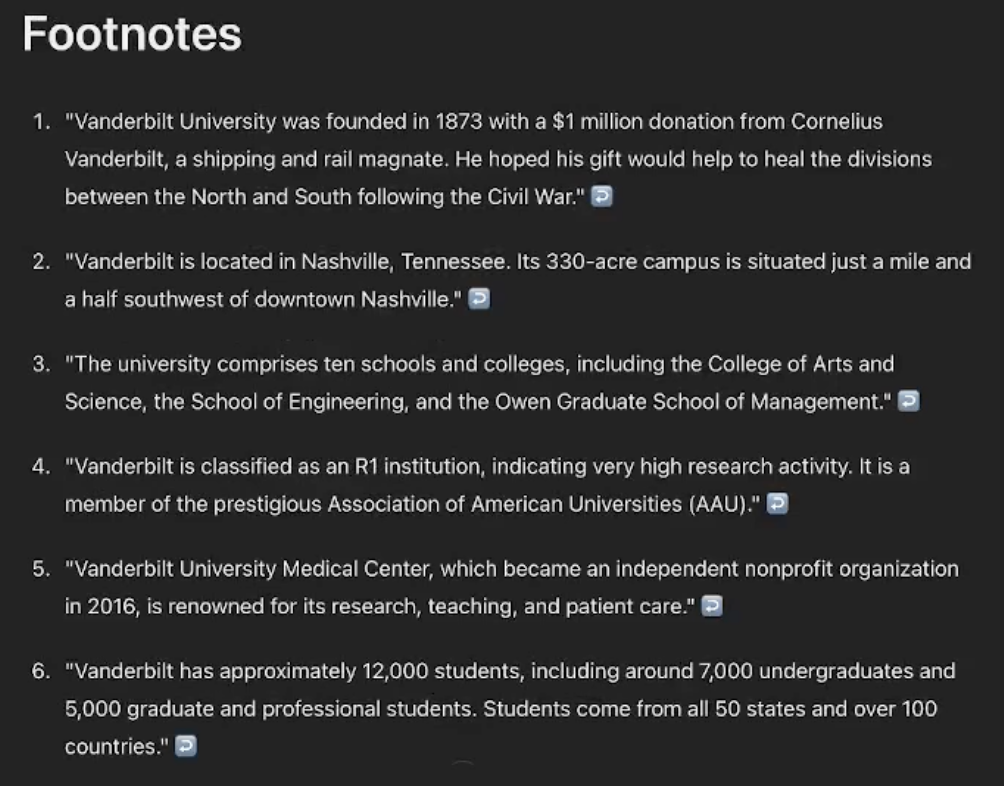 Footnotes
1. "Vanderbilt University was founded in 1873 with a $1 million donation from Cornelius
Vanderbilt, a shipping and rail magnate. He hoped his gift would help to heal the divisions
between the North and South following the Civil War." ↩
2. "Vanderbilt is located in Nashville, Tennessee. Its 330-acre campus is situated just a mile and
a half southwest of downtown Nashville." ↩
3. "The university comprises ten schools and colleges, including the College of Arts and
Science, the School of Engineering, and the Owen Graduate School of Management." ↩
4. "Vanderbilt is classified as an R1 institution, indicating very high research activity. It is a
member of the prestigious Association of American Universities (AAU)." ↩
5. "Vanderbilt University Medical Center, which became an independent nonprofit organization
in 2016, is renowned for its research, teaching, and patient care." ↩
6. "Vanderbilt has approximately 12,000 students, including around 7,000 undergraduates and
5,000 graduate and professional students. Students come from all 50 states and over 100
countries." ↩